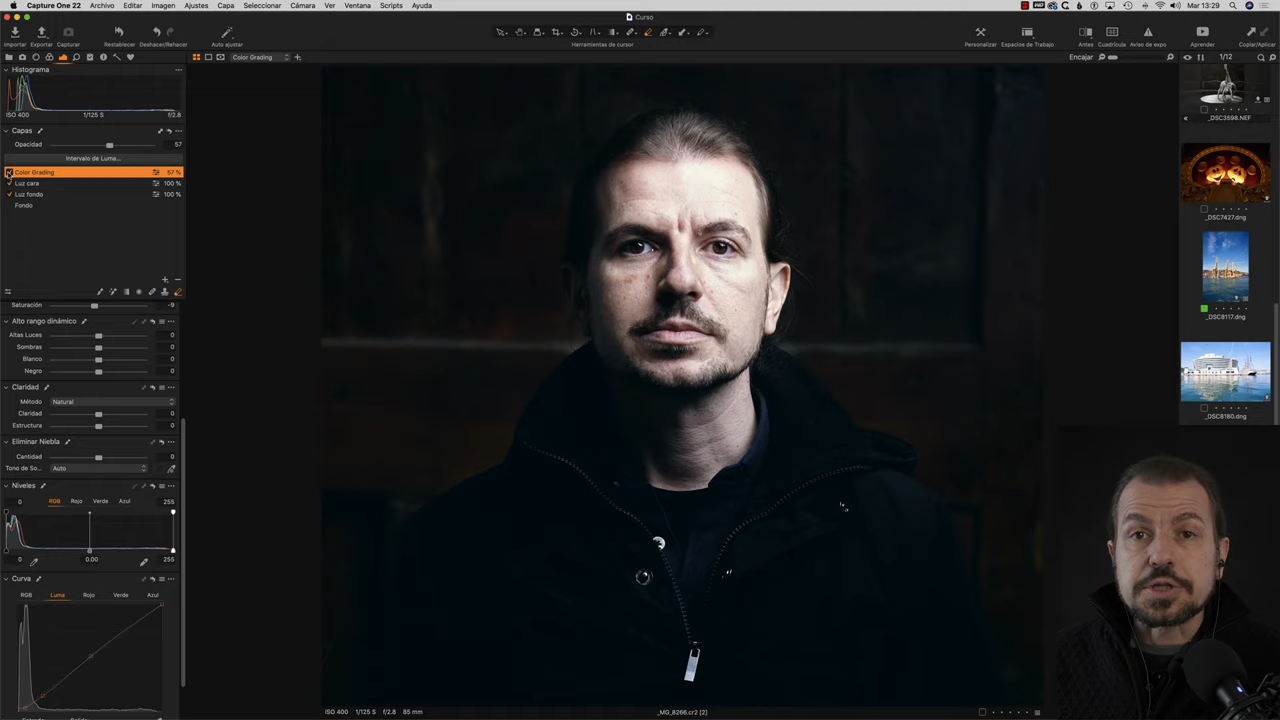 Capture One 22 Archivo Editar Imagen Ajustes Capa Seleccionar Cámara Ver Ventana Scripts Ayuda Mar 13:29
Curso
Importar Exportar Capturar Restablecer Deshacer/Rehacer Auto ajustar Herramientas de cursor Personalizar Espacios de Trabajo Antes Cuadrícula Aviso de expo Aprender Copiar/Aplicar
Color Grading Encajar 1/12
Histograma
ISO 400 1/125 S f/2.8
Capas
Opacidad 57
Intervalo de Luma...
Color Grading 57 %
Luz cara 100 %
Luz fondo 100 %
Fondo
Saturación -9
Alto rango dinámico
Altas Luces 0
Sombras 0
Blanco 0
Negro 0
Claridad
Método Natural
Claridad 0
Estructura 0
Eliminar Niebla
Cantidad 0
Tono de So... Auto
Niveles
0 RGB Rojo Verde Azul 255
0 0.00 255
Curva
RGB Luma Rojo Verde Azul
_DSC3598.NEF
_DSC7427.dng
_DSC8117.dng
_DSC8180.dng
ISO 400 1/125 S f/2.8 85 mm _MG_8266.cr2 [2]